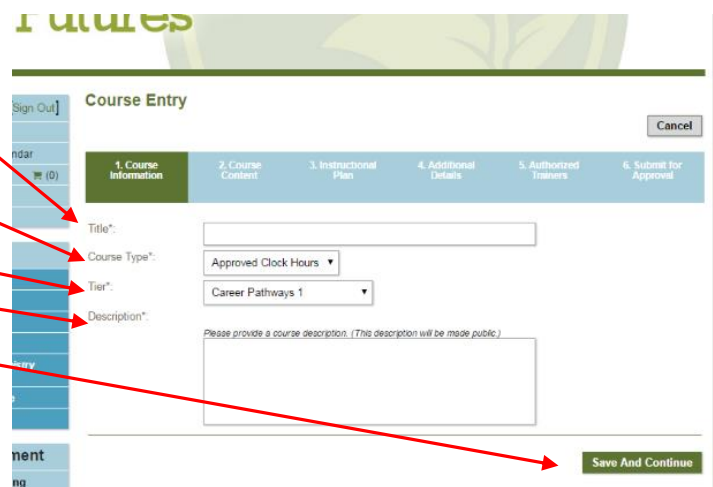 Futures
Sign Out]
Course Entry
Cancel
ndar
(0)
1. Course Information
2. Course Content
3. Instructional Plan
4. Additional Details
5. Authorized Trainers
6. Submit for Approval
Title*:
Course Type*:
Approved Clock Hours
Tier*:
Career Pathways 1
Description*:
Please provide a course description. (This description will be made public.)
istry
Save And Continue
ment
ng